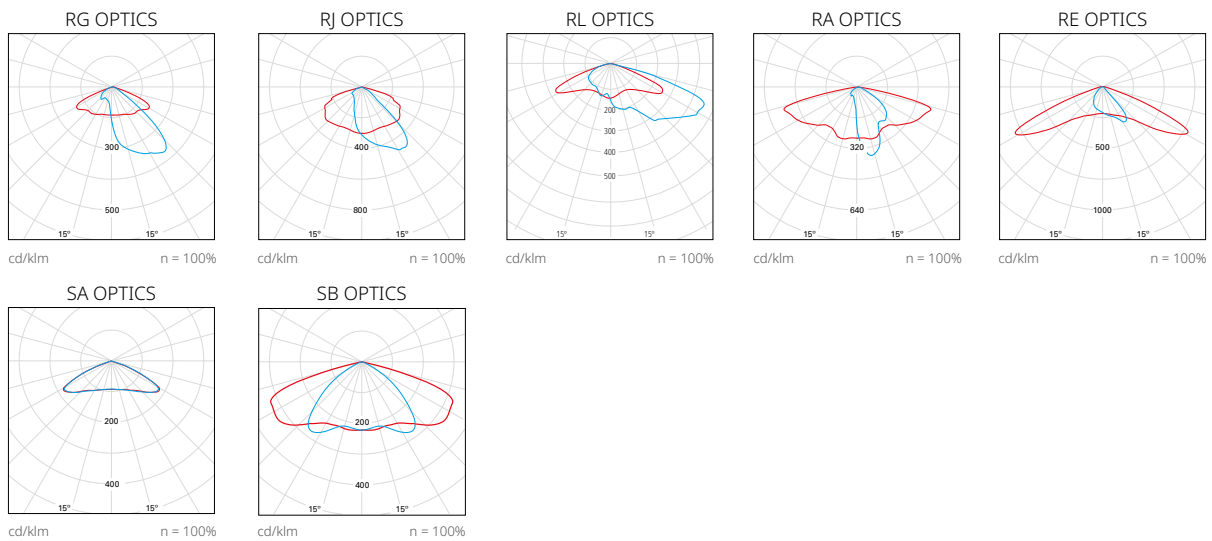 RG OPTICS
300
500
15°
15°
cd/klm
n = 100%
RJ OPTICS
400
800
15°
15°
cd/klm
n = 100%
RL OPTICS
200
300
400
500
15°
15°
cd/klm
n = 100%
RA OPTICS
320
640
15°
15°
cd/klm
n = 100%
RE OPTICS
500
1000
15°
15°
cd/klm
n = 100%
SA OPTICS
200
400
15°
15°
cd/klm
n = 100%
SB OPTICS
200
400
15°
15°
cd/klm
n = 100%